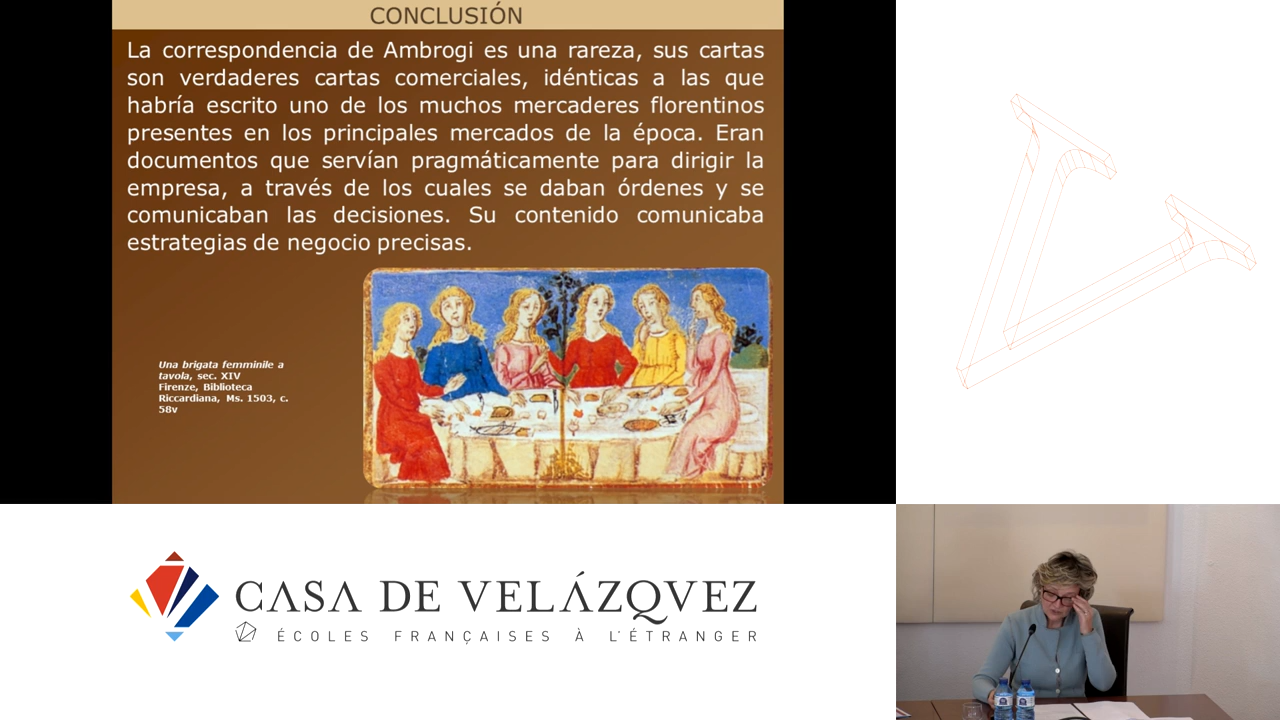 CONCLUSIÓN
La correspondencia de Ambrogi es una rareza, sus cartas
son verdaderes cartas comerciales, idénticas a las que
habría escrito uno de los muchos mercaderes florentinos
presentes en los principales mercados de la época. Eran
documentos que servían pragmáticamente para dirigir la
empresa, a través de los cuales se daban órdenes y se
comunicaban las decisiones. Su contenido comunicaba
estrategias de negocio precisas.
Una brigata femminile a
tavola, sec. XIV
Firenze, Biblioteca
Riccardiana, Ms. 1503, c.
58v
CASA DE VELÁZQVEZ
ÉCOLES FRANÇAISES À L'ÉTRANGER